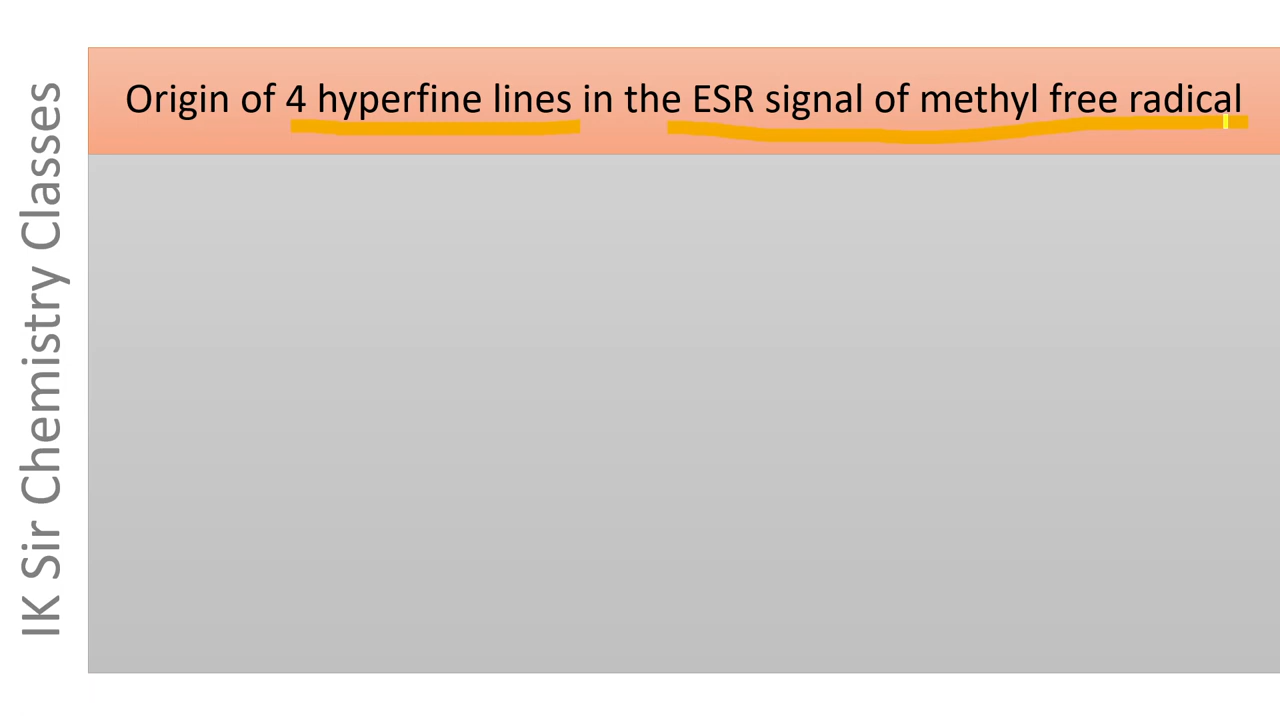 Origin of 4 hyperfine lines in the ESR signal of methyl free radical
IK Sir Chemistry Classes